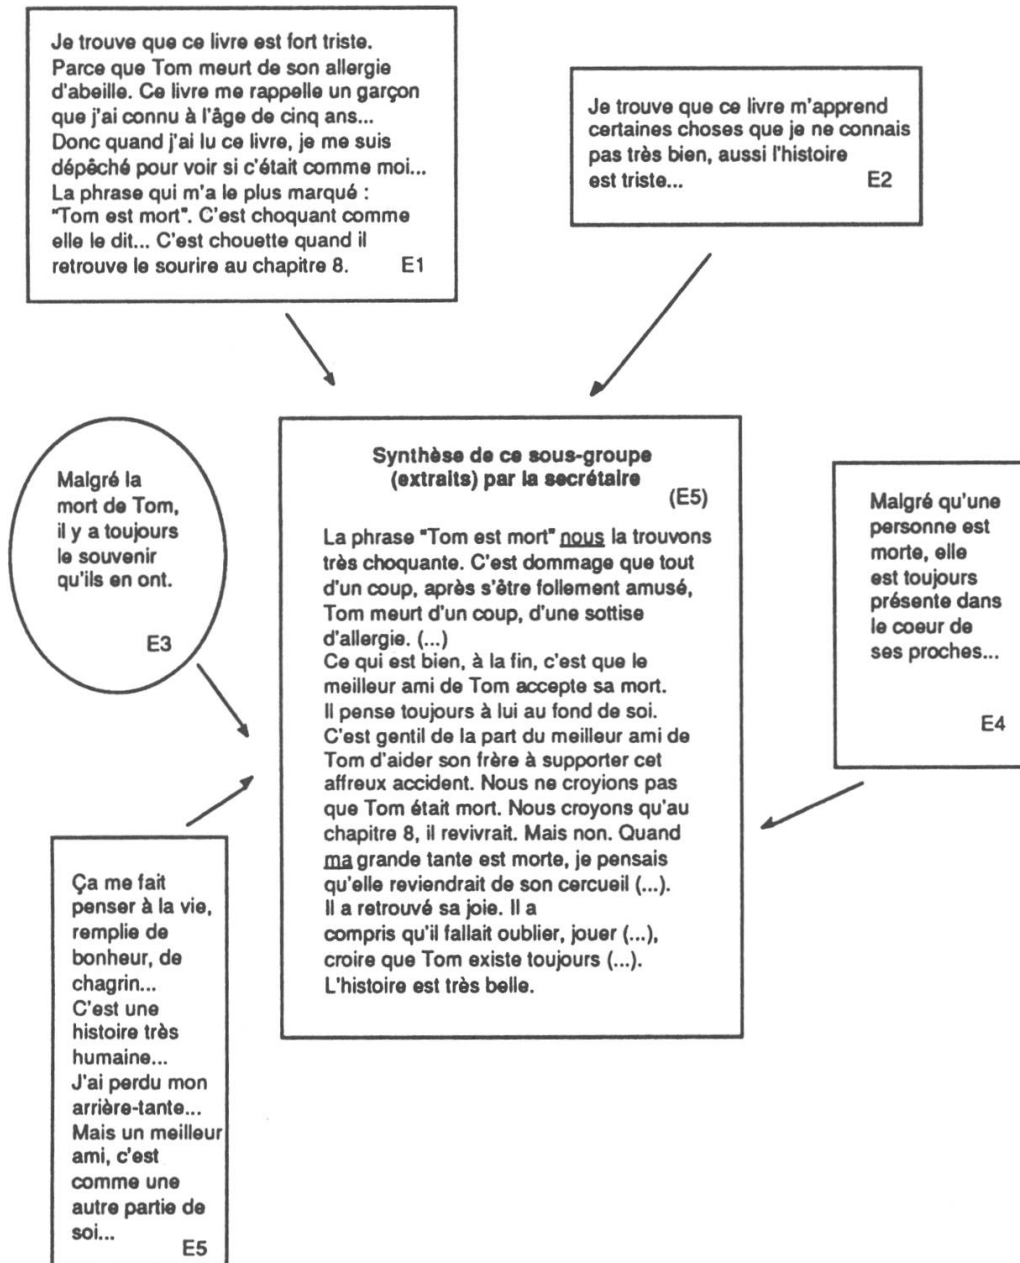 Je trouve que ce livre est fort triste.
Parce que Tom meurt de son allergie
d'abeille. Ce livre me rappelle un garçon
que j'ai connu à l'âge de cinq ans...
Donc quand j'ai lu ce livre, je me suis
dépêché pour voir si c'était comme moi...
La phrase qui m'a le plus marqué :
"Tom est mort". C'est choquant comme
elle le dit... C'est chouette quand il
retrouve le sourire au chapitre 8. E1
Je trouve que ce livre m'apprend
certaines choses que je ne connais
pas très bien, aussi l'histoire
est triste... E2
Malgré la
mort de Tom,
il y a toujours
le souvenir
qu'ils en ont.
E3
Synthèse de ce sous-groupe
(extraits) par la secrétaire
(E5)
La phrase "Tom est mort" nous la trouvons
très choquante. C'est dommage que tout
d'un coup, après s'être follement amusé,
Tom meurt d'un coup, d'une sottise
d'allergie. (...)
Ce qui est bien, à la fin, c'est que le
meilleur ami de Tom accepte sa mort.
Il pense toujours à lui au fond de soi.
C'est gentil de la part du meilleur ami de
Tom d'aider son frère à supporter cet
affreux accident. Nous ne croyions pas
que Tom était mort. Nous croyons qu'au
chapitre 8, il revivrait. Mais non. Quand
ma grande tante est morte, je pensais
qu'elle reviendrait de son cercueil (...).
Il a retrouvé sa joie. Il a
compris qu'il fallait oublier, jouer (...),
croire que Tom existe toujours (...).
L'histoire est très belle.
Malgré qu'une
personne est
morte, elle
est toujours
présente dans
le coeur de
ses proches...
E4
Ça me fait
penser à la vie,
remplie de
bonheur, de
chagrin...
C'est une
histoire très
humaine...
J'ai perdu mon
arrière-tante...
Mais un meilleur
ami, c'est
comme une
autre partie de
soi...
E5